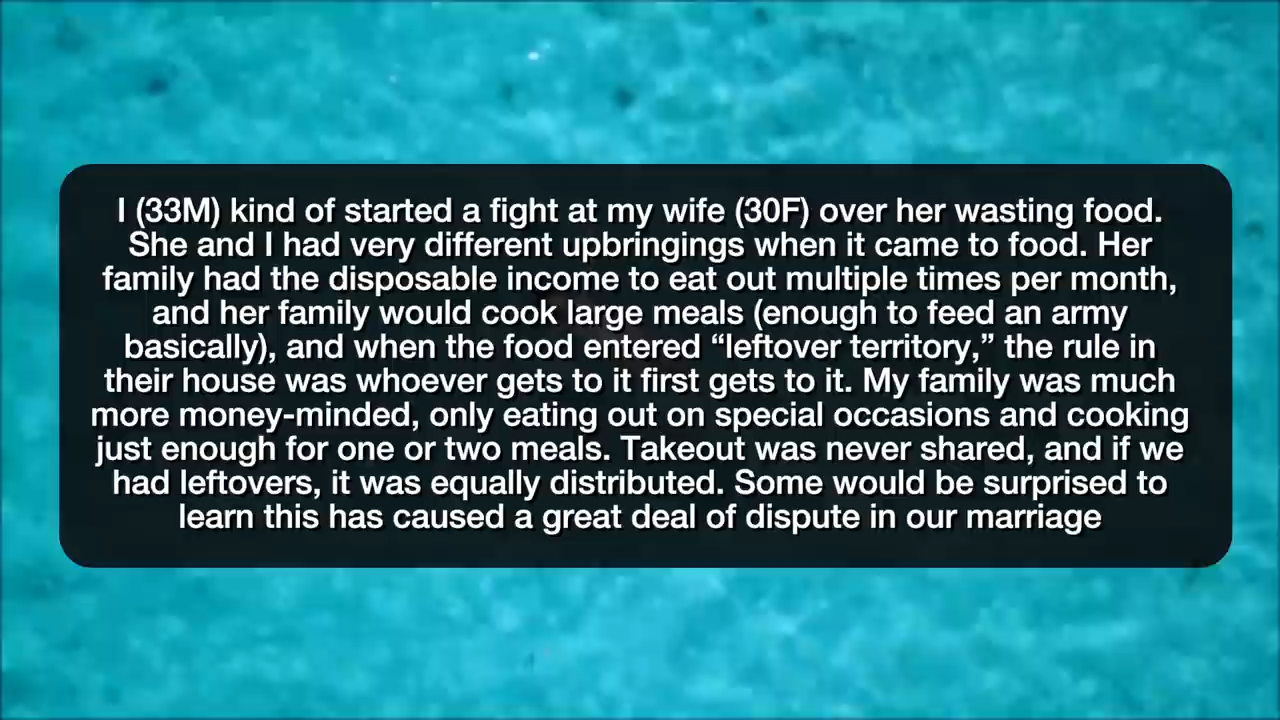 I (33M) kind of started a fight at my wife (30F) over her wasting food.
She and I had very different upbringings when it came to food. Her
family had the disposable income to eat out multiple times per month,
and her family would cook large meals (enough to feed an army
basically), and when the food entered “leftover territory,” the rule in
their house was whoever gets to it first gets to it. My family was much
more money-minded, only eating out on special occasions and cooking
just enough for one or two meals. Takeout was never shared, and if we
had leftovers, it was equally distributed. Some would be surprised to
learn this has caused a great deal of dispute in our marriage